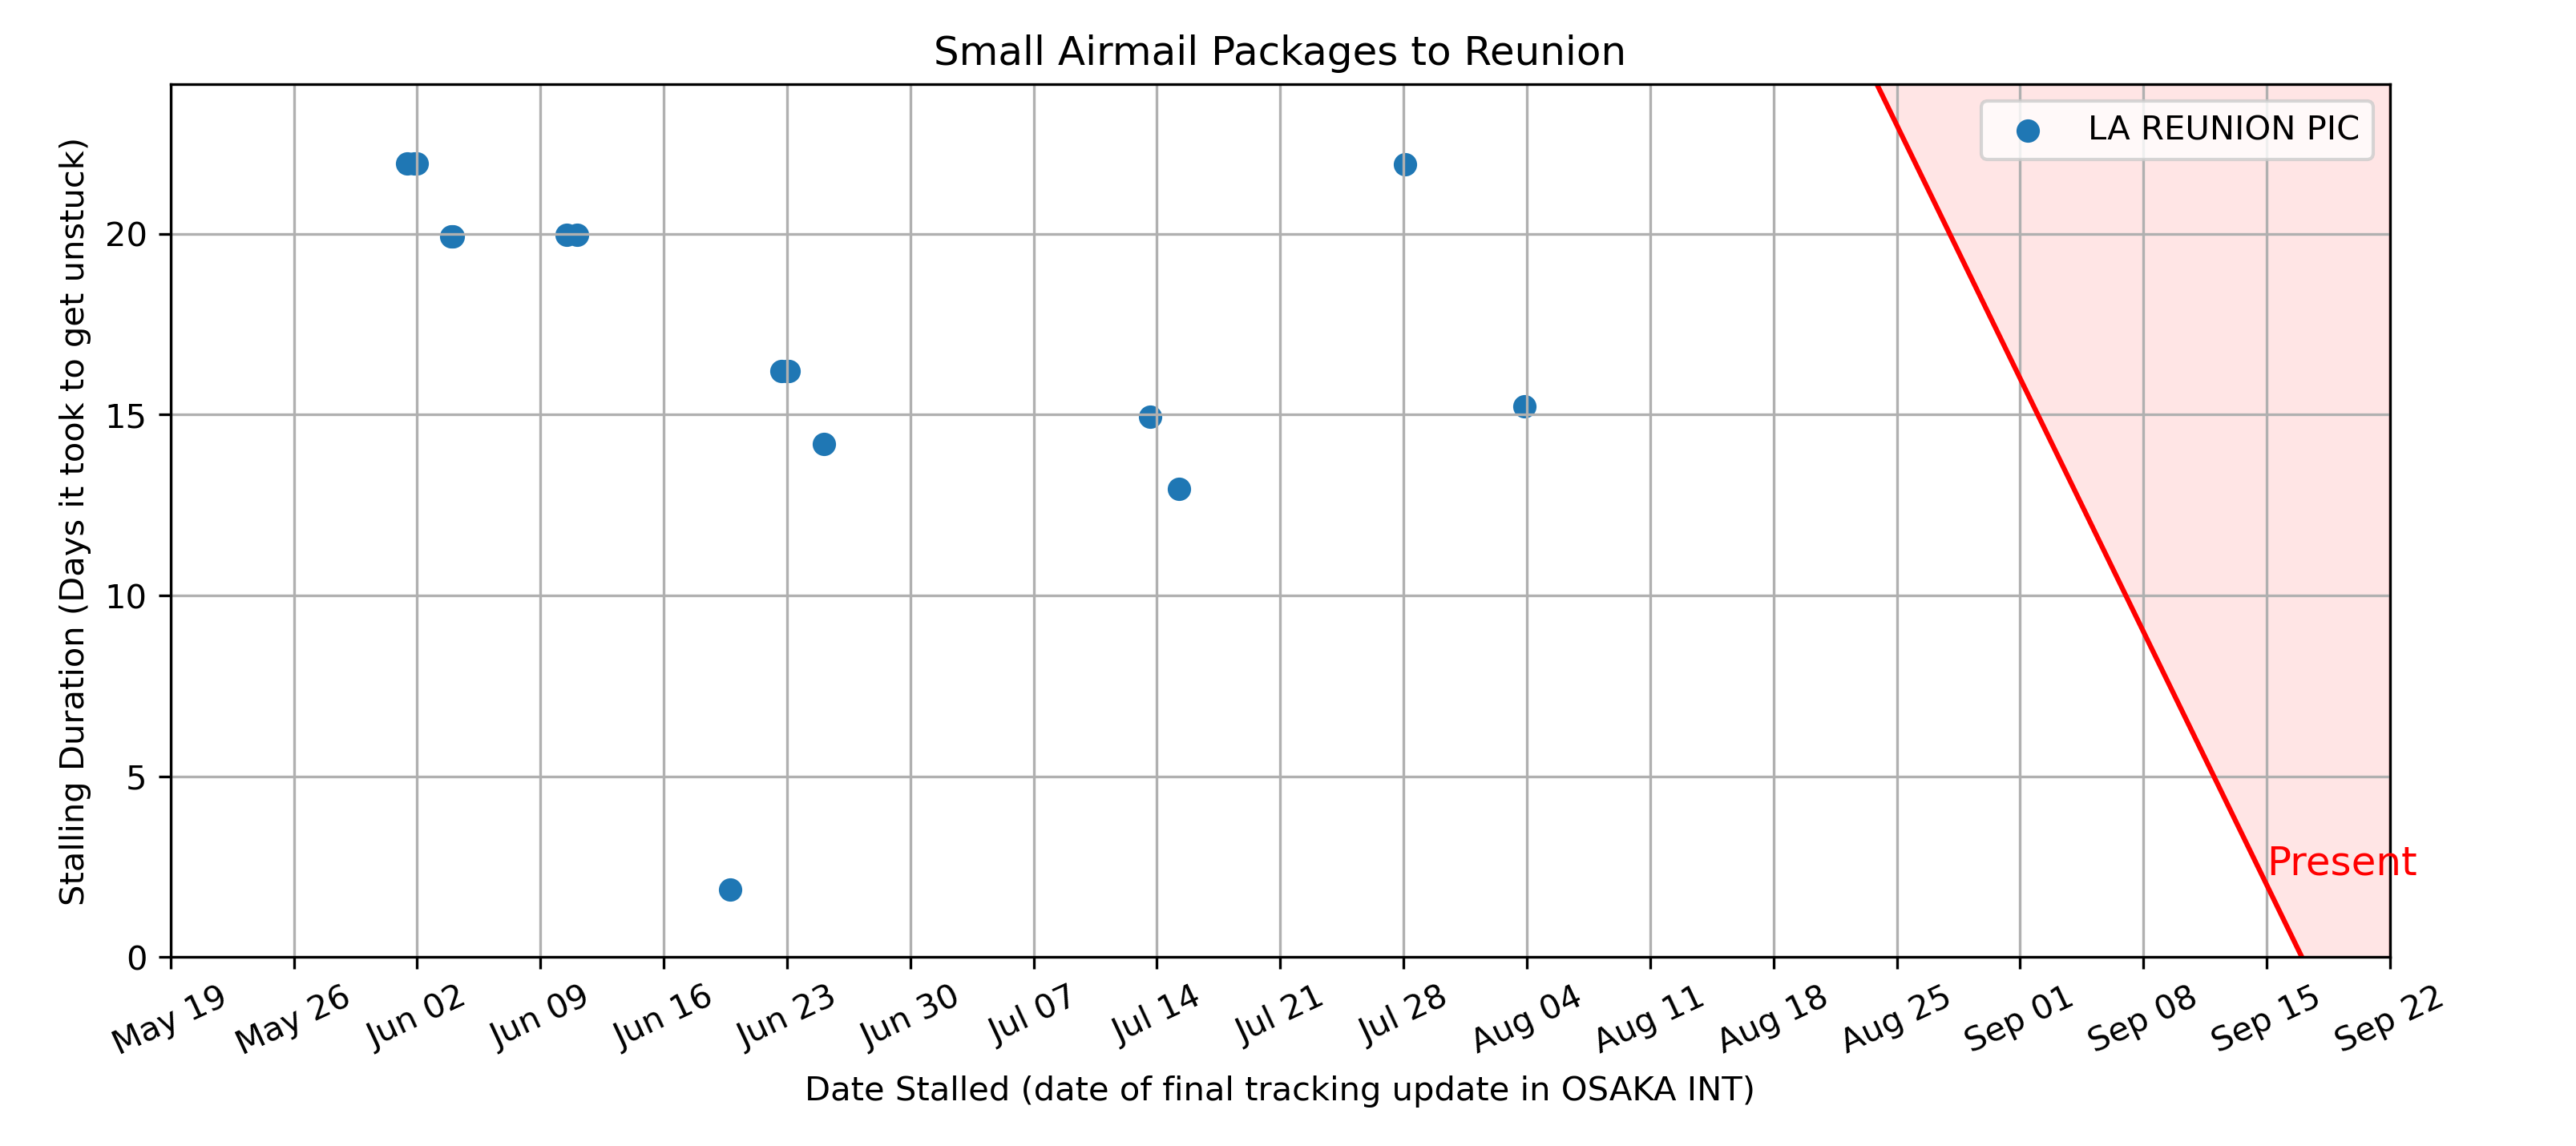 Small Airmail Packages to Reunion
LA REUNION PIC
Stalling Duration (Days it took to get unstuck)
20
15
10
5
0
Present
May 19
May 26
Jun 02
Jun 09
Jun 16
Jun 23
Jun 30
Jul 07
Jul 14
Jul 21
Jul 28
Aug 04
Aug 11
Aug 18
Aug 25
Sep 01
Sep 08
Sep 15
Sep 22
Date Stalled (date of final tracking update in OSAKA INT)